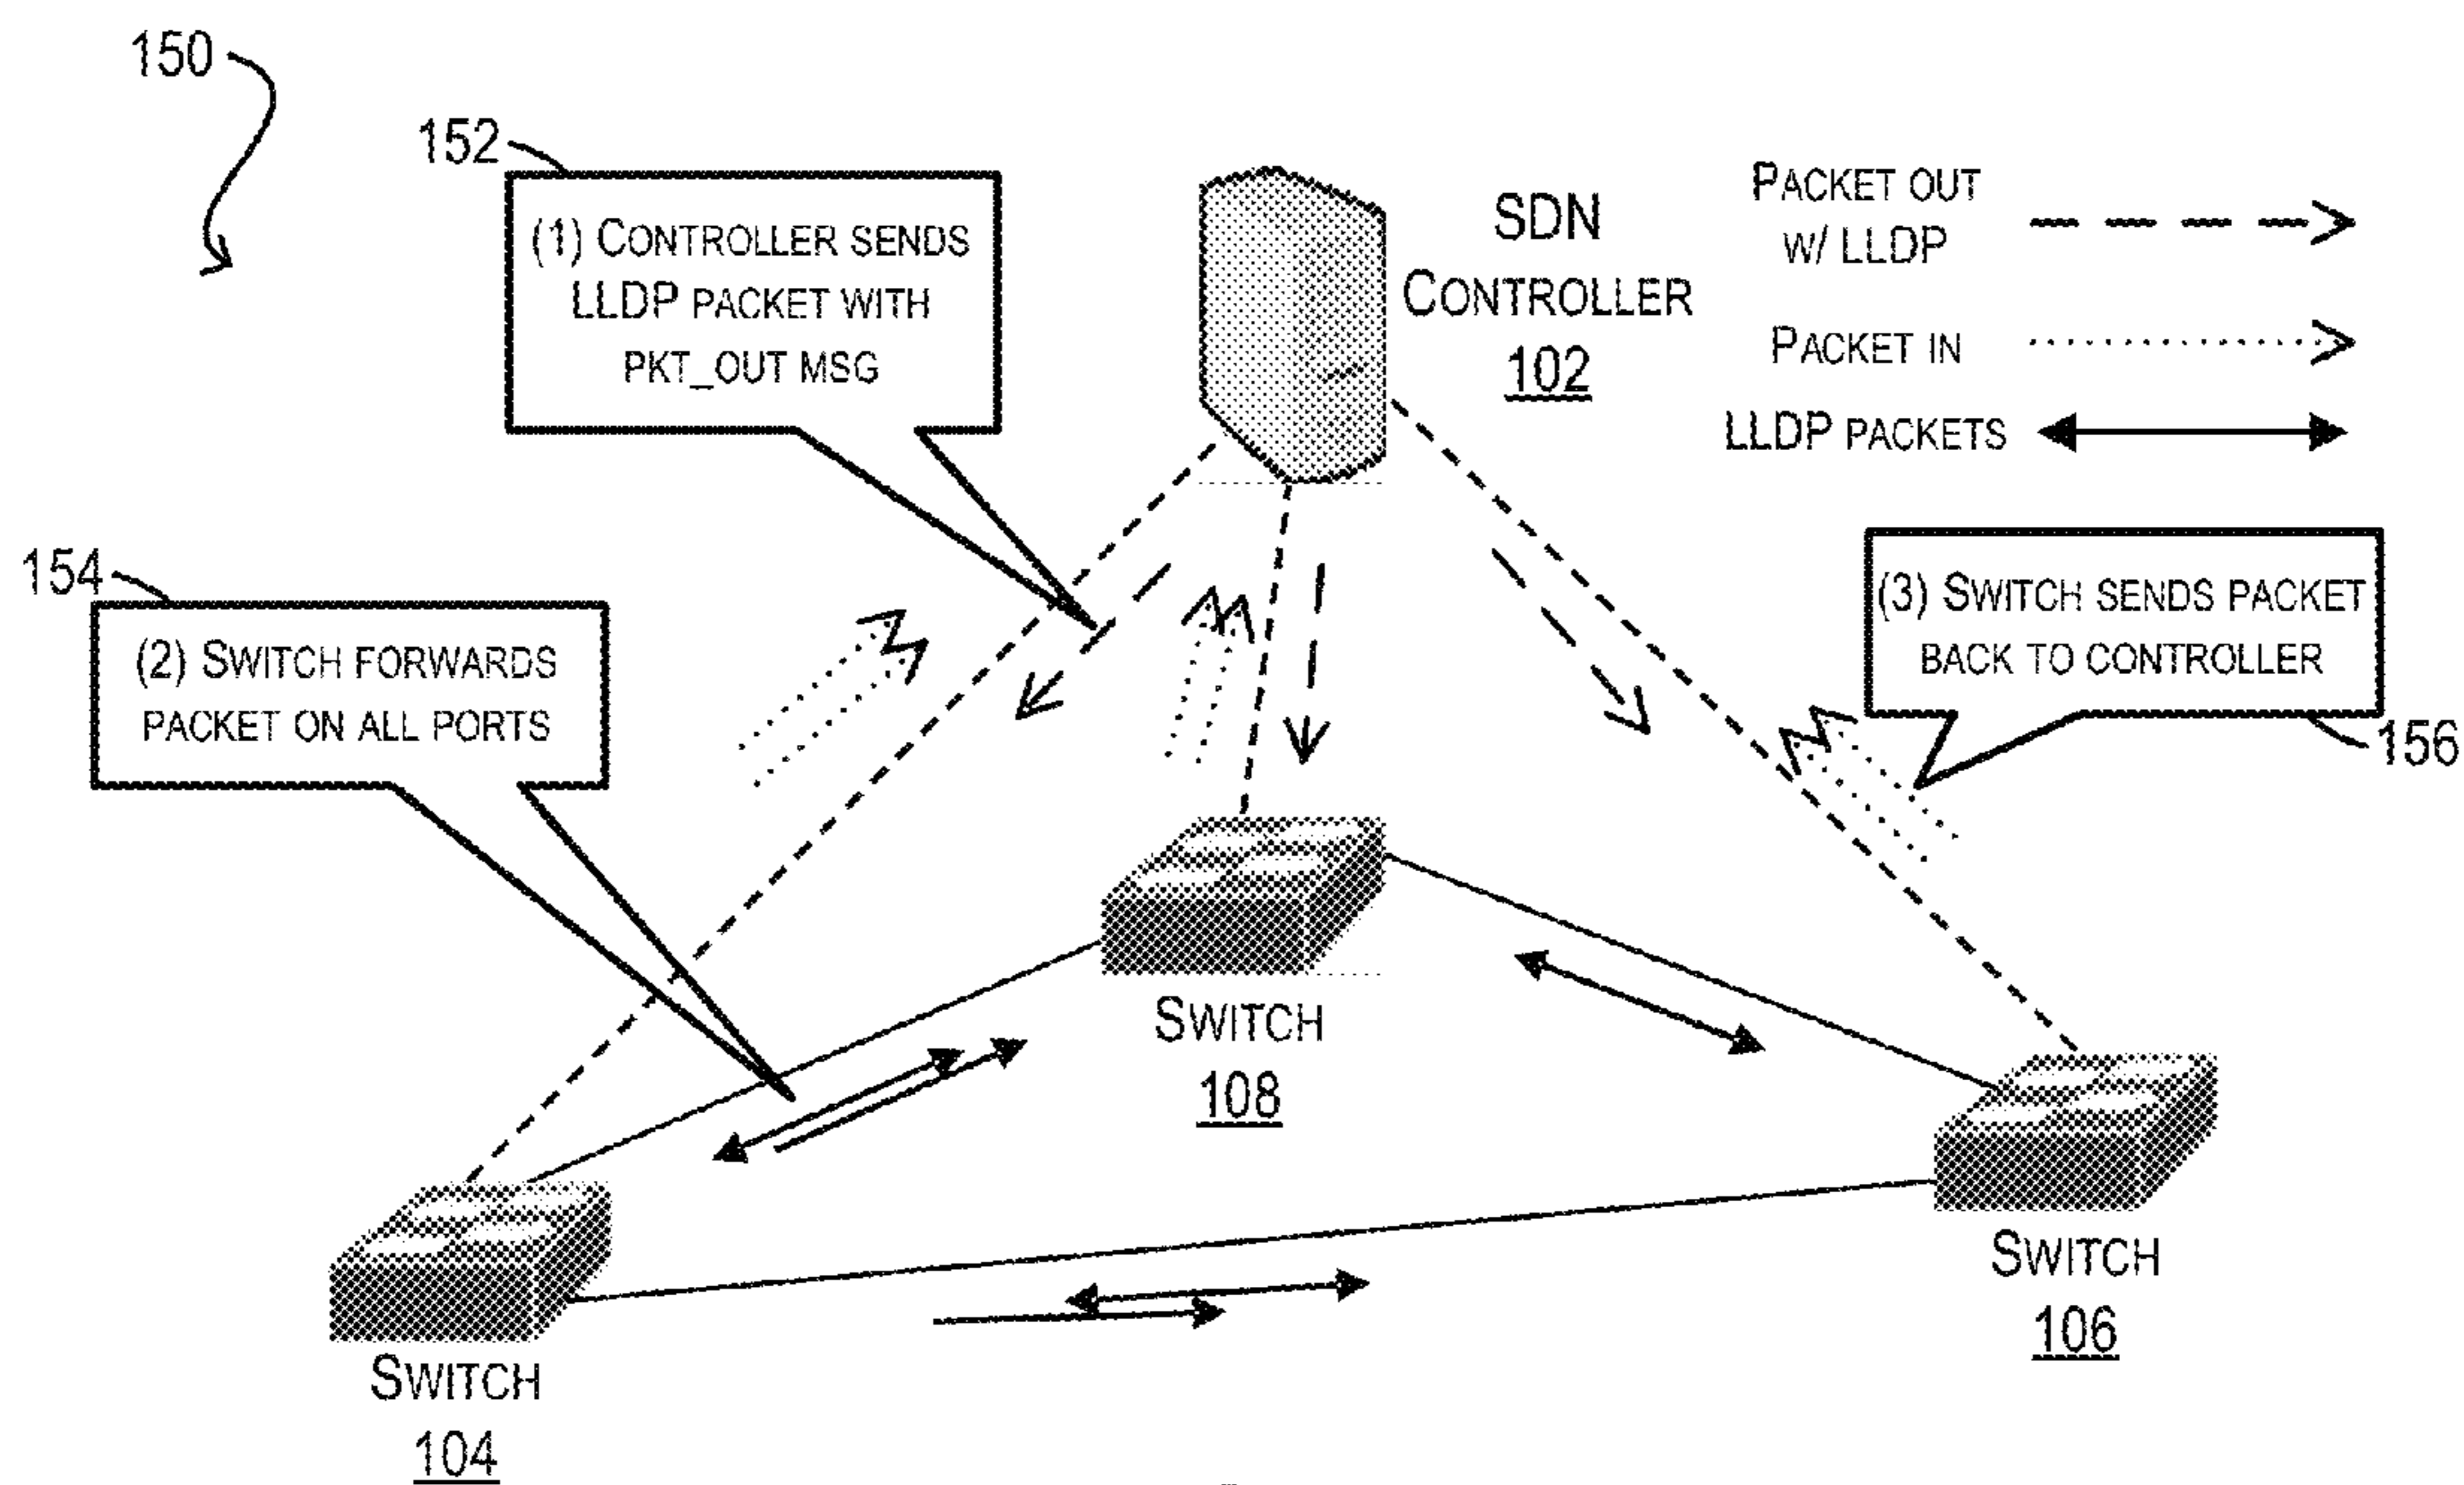 150
152
(1) CONTROLLER SENDS
LLDP PACKET WITH
PKT_OUT MSG
SDN
CONTROLLER
102
PACKET OUT
W/ LLDP
PACKET IN
LLDP PACKETS
154
(2) SWITCH FORWARDS
PACKET ON ALL PORTS
(3) SWITCH SENDS PACKET
BACK TO CONTROLLER
156
SWITCH
108
SWITCH
106
SWITCH
104